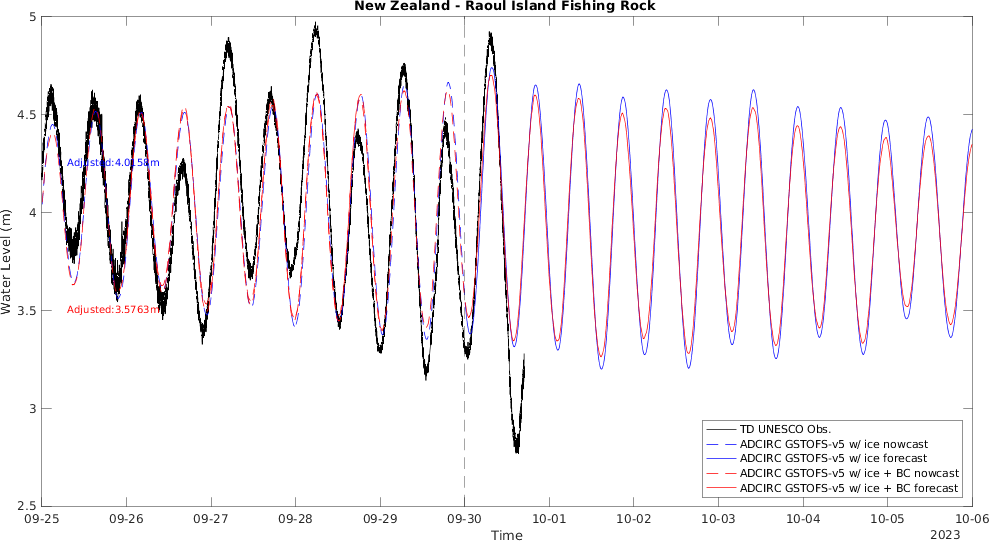 New Zealand - Raoul Island Fishing Rock
5
4.5
4
3.5
3
2.5
Water Level (m)
Adjusted:4.0158m
Adjusted:3.5763m
TD UNESCO Obs.
ADCIRC GSTOFS-v5 w/ ice nowcast
ADCIRC GSTOFS-v5 w/ ice forecast
ADCIRC GSTOFS-v5 w/ ice + BC nowcast
ADCIRC GSTOFS-v5 w/ ice + BC forecast
09-25 09-26 09-27 09-28 09-29 09-30 10-01 10-02 10-03 10-04 10-05 10-06
Time
2023